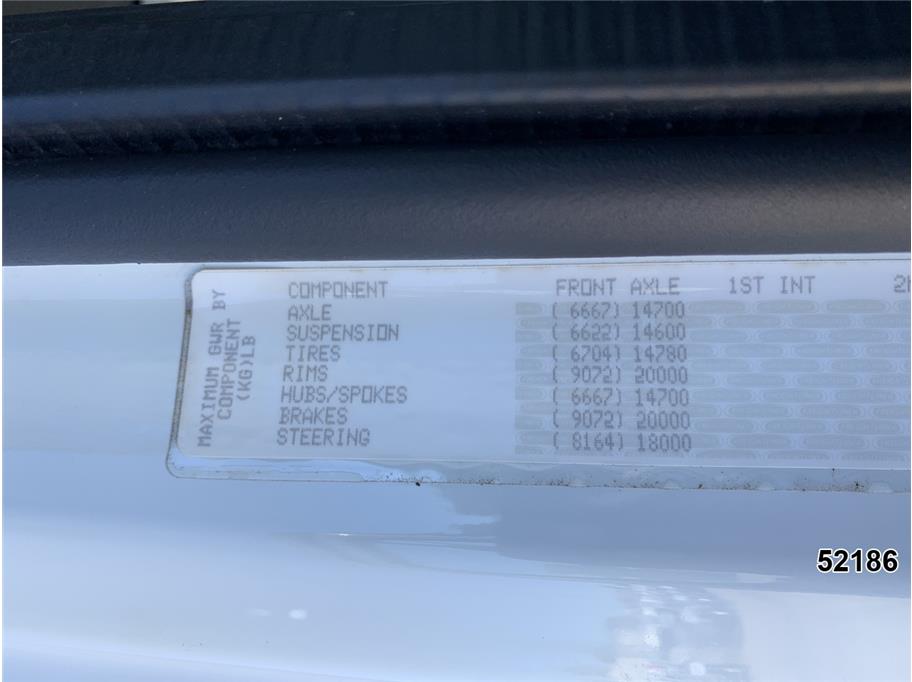 MAXIMUM GWR BY
COMPONENT
(KG)LB
COMPONENT FRONT AXLE 1ST INT
AXLE ( 6667) 14700
SUSPENSION ( 6622) 14600
TIRES ( 6704) 14780
RIMS ( 9072) 20000
HUBS/SPOKES ( 6667) 14700
BRAKES ( 9072) 20000
STEERING ( 8164) 18000
52186